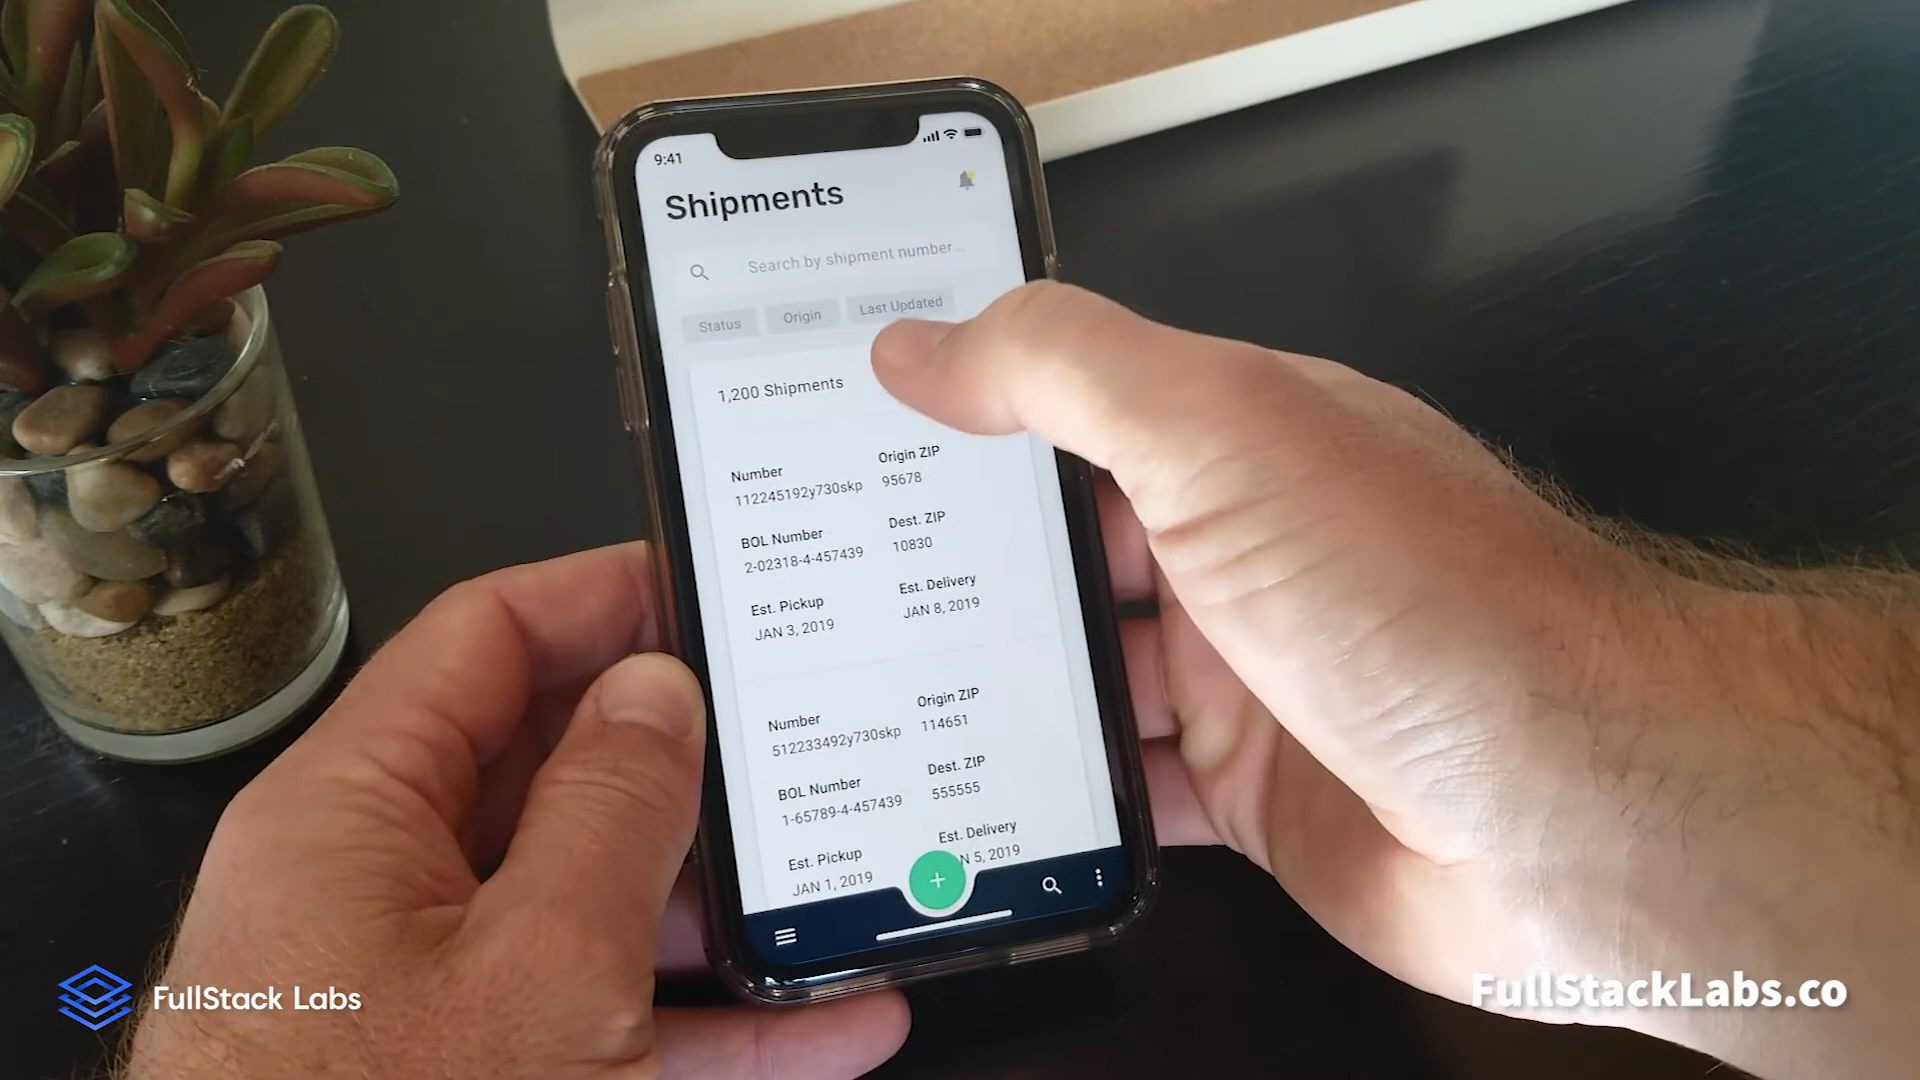 9:41
Shipments
Search by shipment number...
Status Origin Last Updated
1,200 Shipments
Number Origin ZIP
112245192y730skp 95678
BOL Number Dest. ZIP
2-02318-4-457439 10830
Est. Pickup Est. Delivery
JAN 3, 2019 JAN 8, 2019
Number Origin ZIP
512233492y730skp 114651
BOL Number Dest. ZIP
1-65789-4-457439 555555
Est. Pickup Est. Delivery
JAN 1, 2019 N 5, 2019
FullStack Labs
FullStackLabs.co